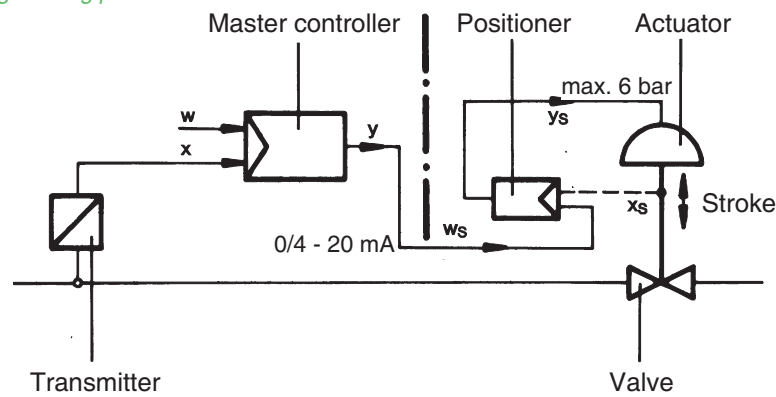 Master controller
Positioner
Actuator
max. 6 bar
w
y
ys
x
xs
Stroke
ws
0/4 - 20 mA
Transmitter
Valve